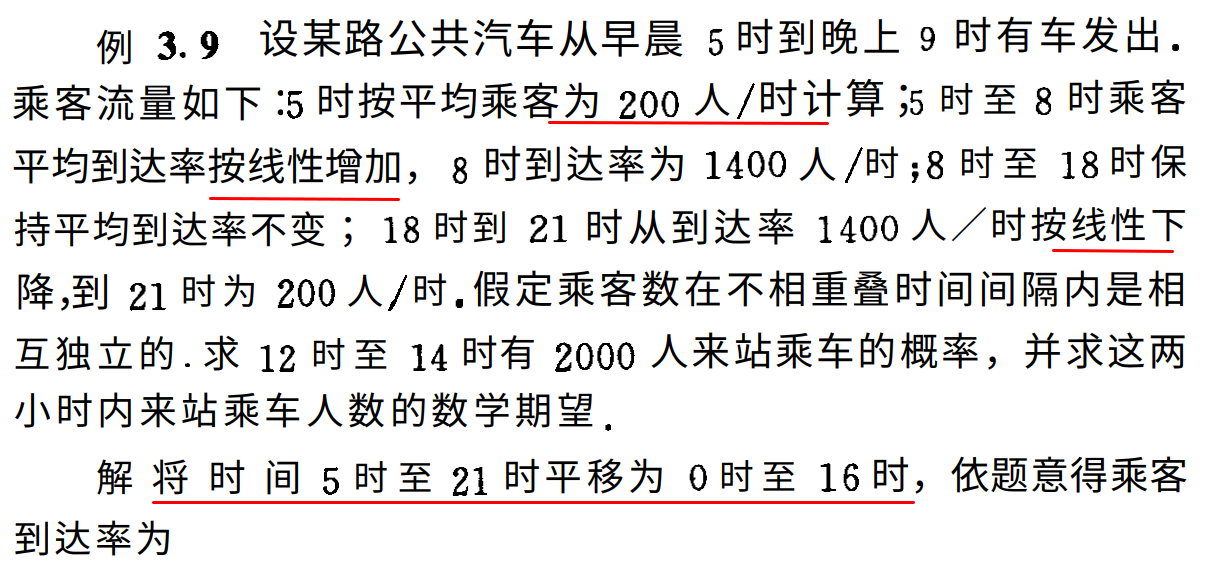 例 3.9 设某路公共汽车从早晨 5 时到晚上 9 时有车发出.
乘客流量如下:5 时按平均乘客为 200 人/时计算;5 时至 8 时乘客
平均到达率按线性增加, 8 时到达率为 1400 人/时;8 时至 18 时保
持平均到达率不变; 18 时到 21 时从到达率 1400 人/时按线性下
降,到 21 时为 200 人/时.假定乘客数在不相重叠时间间隔内是相
互独立的.求 12 时至 14 时有 2000 人来站乘车的概率,并求这两
小时内来站乘车人数的数学期望.
解 将时间 5 时至 21 时平移为 0 时至 16 时,依题意得乘客
到达率为